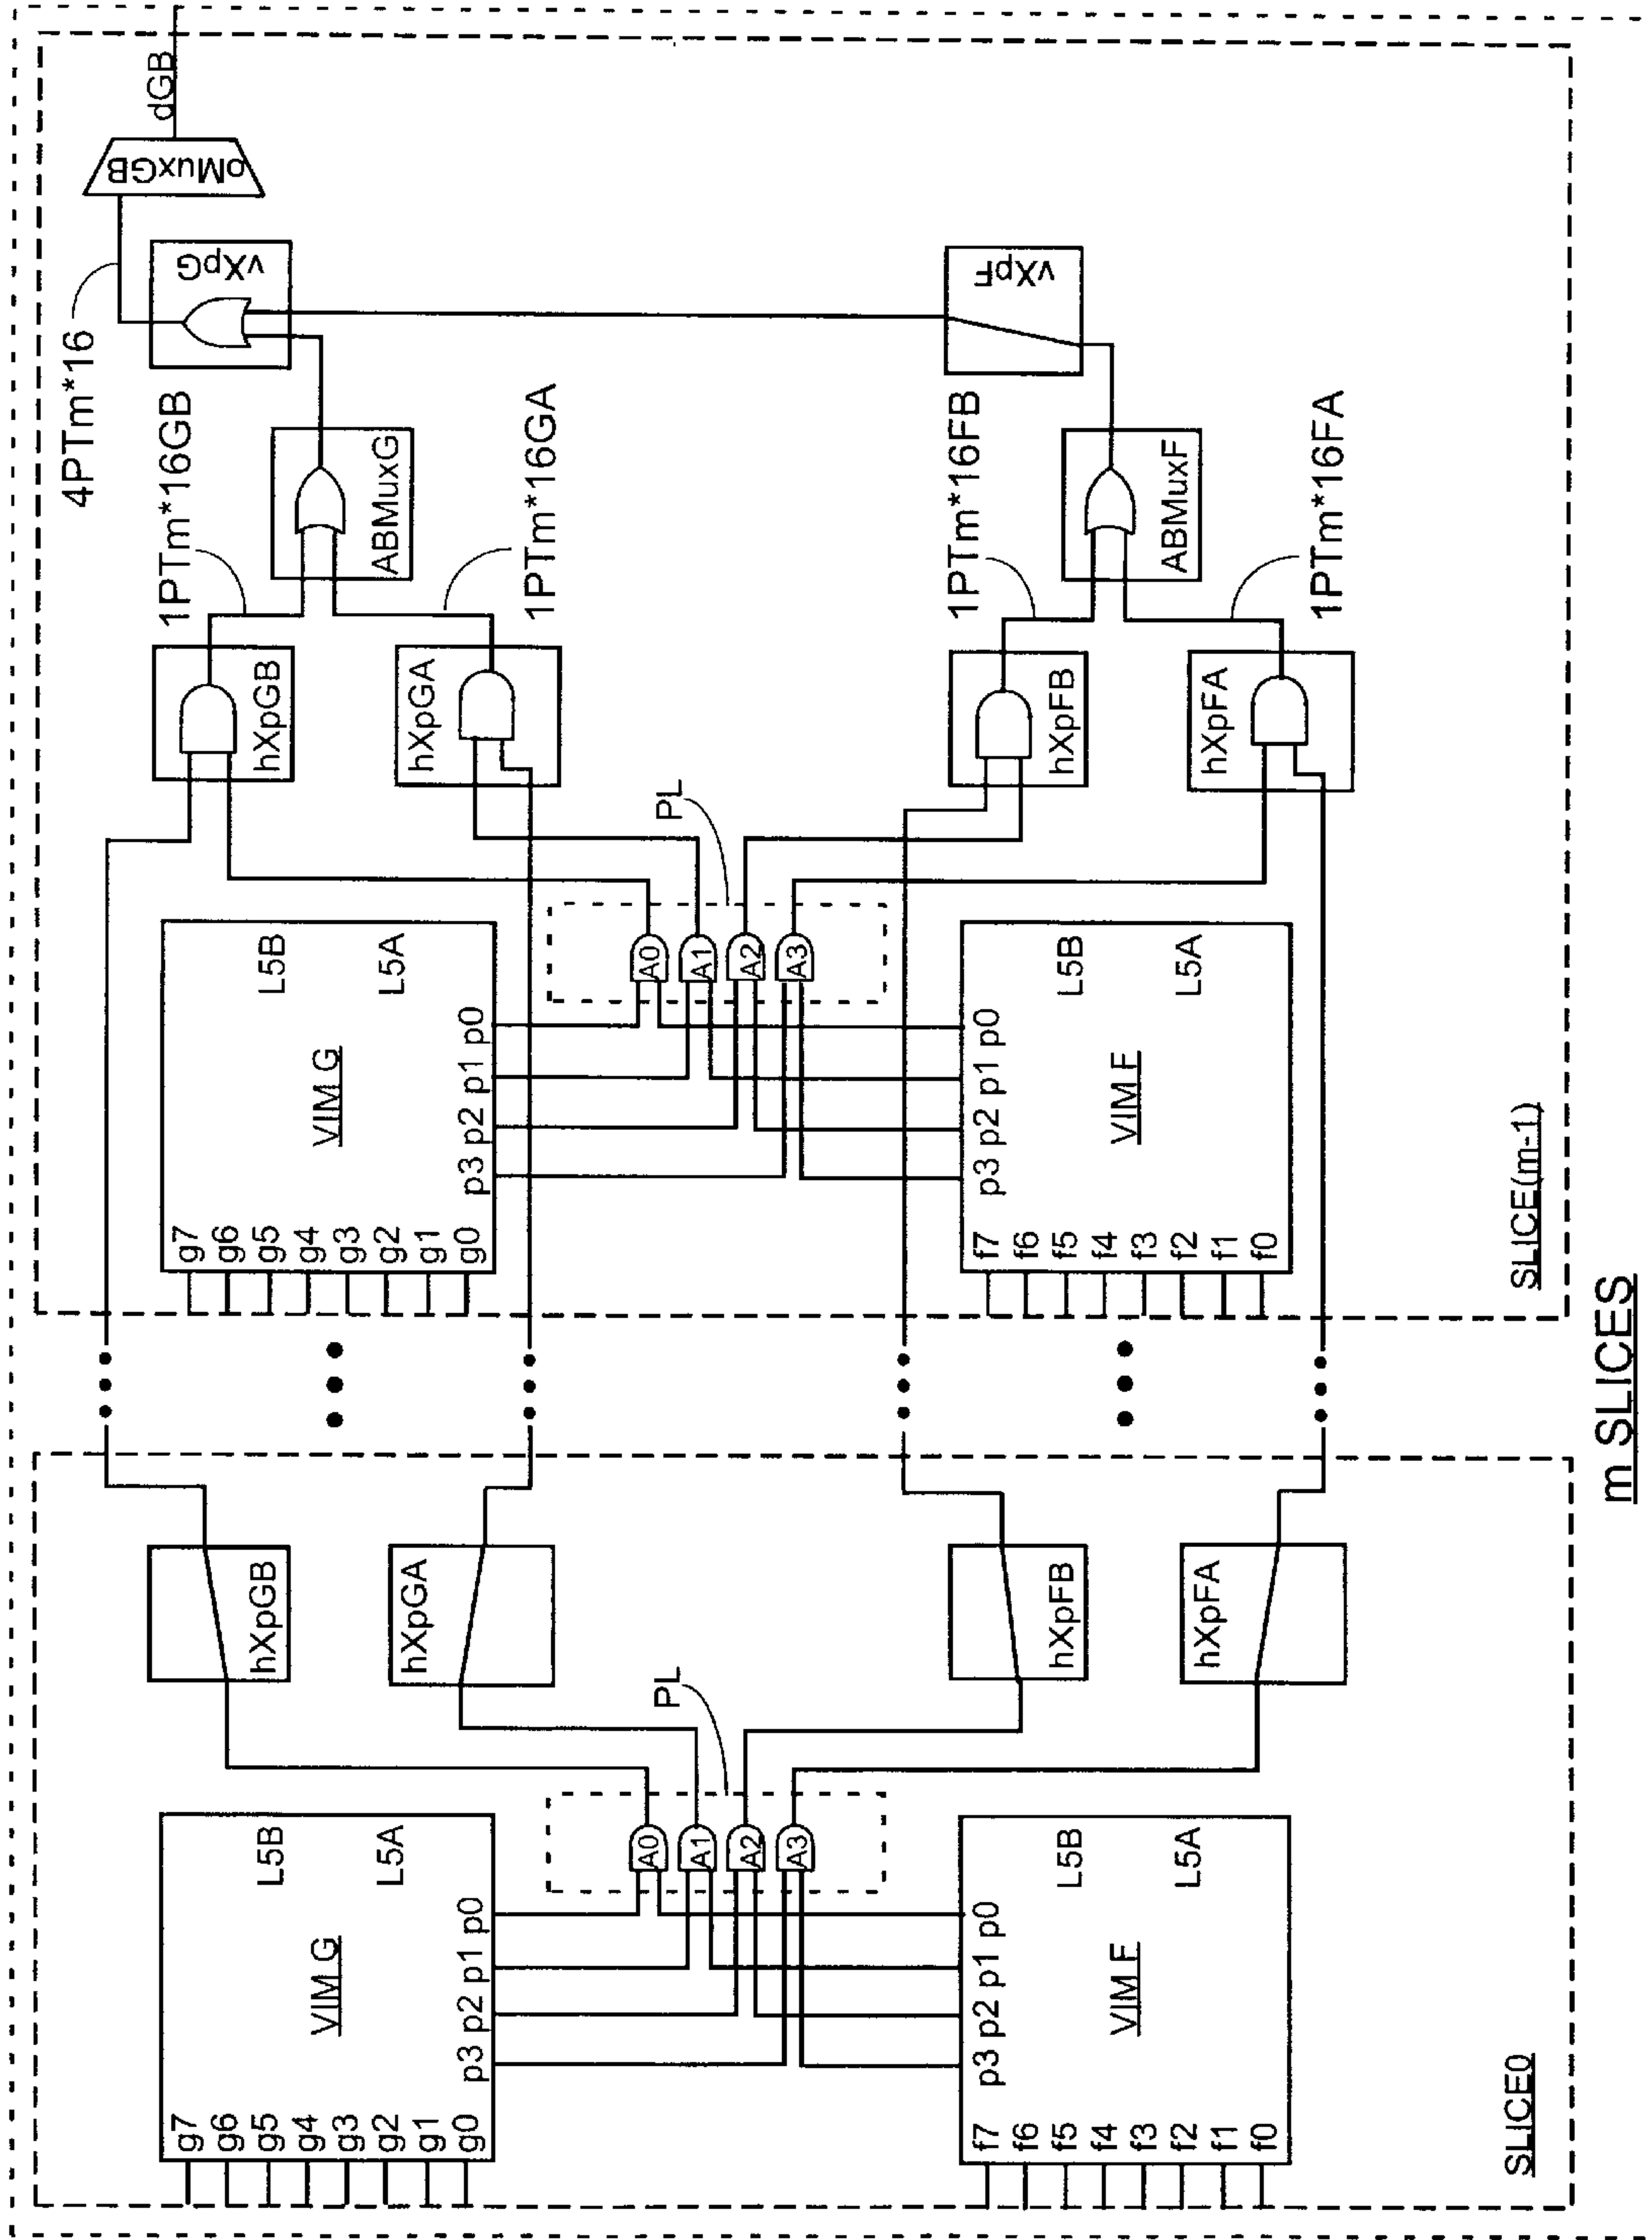 SLICE0
VIM G
g7
g6
g5
g4
g3
g2
g1
g0
p3 p2 p1 p0
L5B
L5A
PL
A0
A1
A2
A3
VIM F
f7
f6
f5
f4
f3
f2
f1
f0
p3 p2 p1 p0
L5B
L5A
hXpGB
hXpGA
hXpFB
hXpFA
SLICE(m-1)
VIM G
g7
g6
g5
g4
g3
g2
g1
g0
p3 p2 p1 p0
L5B
L5A
PL
A0
A1
A2
A3
VIM F
f7
f6
f5
f4
f3
f2
f1
f0
p3 p2 p1 p0
L5B
L5A
hXpGB
hXpGA
hXpFB
hXpFA
1PTm*16GB
1PTm*16GA
1PTm*16FB
1PTm*16FA
ABMuxG
ABMuxF
4PTm*16
vXpG
vXpF
oMuxGB
dGB
m SLICES